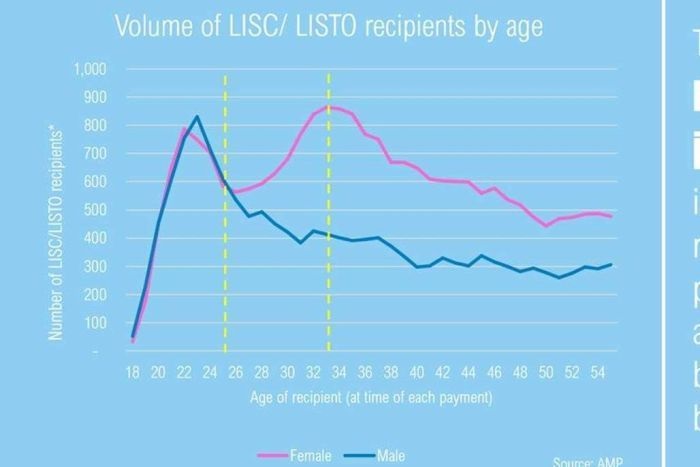 Volume of LISC/ LISTO recipients by age
Number of LISC/LISTO recipients*
1,000
900
800
700
600
500
400
300
200
100
-
18 20 22 24 26 28 30 32 34 36 38 40 42 44 46 48 50 52 54
Age of recipient (at time of each payment)
Female Male
Source: AMP